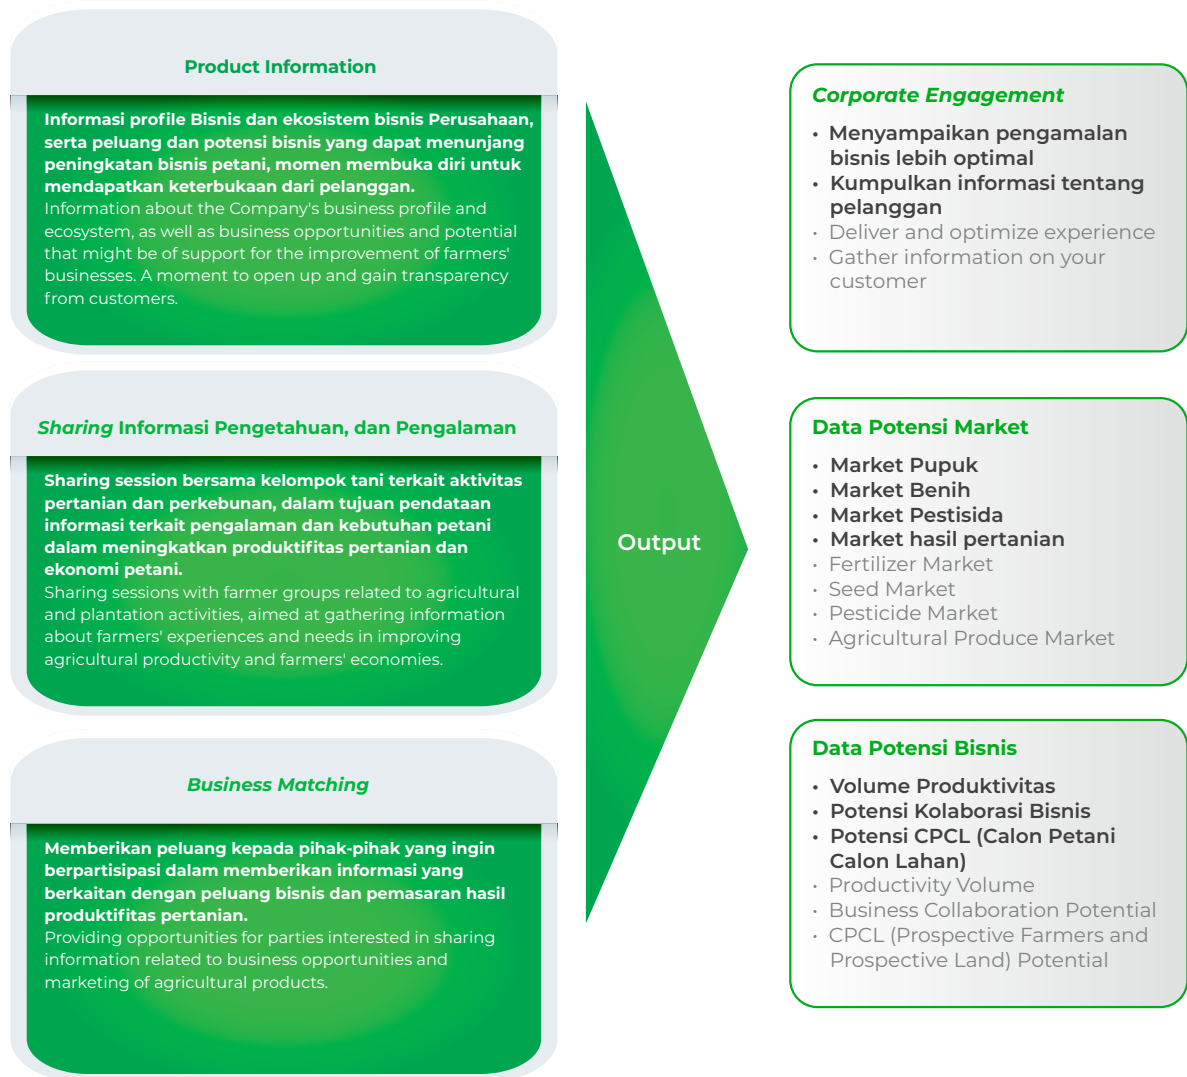 Product Information
Informasi profile Bisnis dan ekosistem bisnis Perusahaan,
serta peluang dan potensi bisnis yang dapat menunjang
peningkatan bisnis petani, momen membuka diri untuk
mendapatkan keterbukaan dari pelanggan.
Information about the Company's business profile and
ecosystem, as well as business opportunities and potential
that might be of support for the improvement of farmers'
businesses. A moment to open up and gain transparency
from customers.
Sharing Informasi Pengetahuan, dan Pengalaman
Sharing session bersama kelompok tani terkait aktivitas
pertanian dan perkebunan, dalam tujuan pendataan
informasi terkait pengalaman dan kebutuhan petani
dalam meningkatkan produktifitas pertanian dan
ekonomi petani.
Sharing sessions with farmer groups related to agricultural
and plantation activities, aimed at gathering information
about farmers' experiences and needs in improving
agricultural productivity and farmers' economies.
Business Matching
Memberikan peluang kepada pihak-pihak yang ingin
berpartisipasi dalam memberikan informasi yang
berkaitan dengan peluang bisnis dan pemasaran hasil
produktifitas pertanian.
Providing opportunities for parties interested in sharing
information related to business opportunities and
marketing of agricultural products.
Output
Corporate Engagement
• Menyampaikan pengamalan
bisnis lebih optimal
• Kumpulkan informasi tentang
pelanggan
• Deliver and optimize experience
• Gather information on your
customer
Data Potensi Market
• Market Pupuk
• Market Benih
• Market Pestisida
• Market hasil pertanian
• Fertilizer Market
• Seed Market
• Pesticide Market
• Agricultural Produce Market
Data Potensi Bisnis
• Volume Produktivitas
• Potensi Kolaborasi Bisnis
• Potensi CPCL (Calon Petani
Calon Lahan)
• Productivity Volume
• Business Collaboration Potential
• CPCL (Prospective Farmers and
Prospective Land) Potential